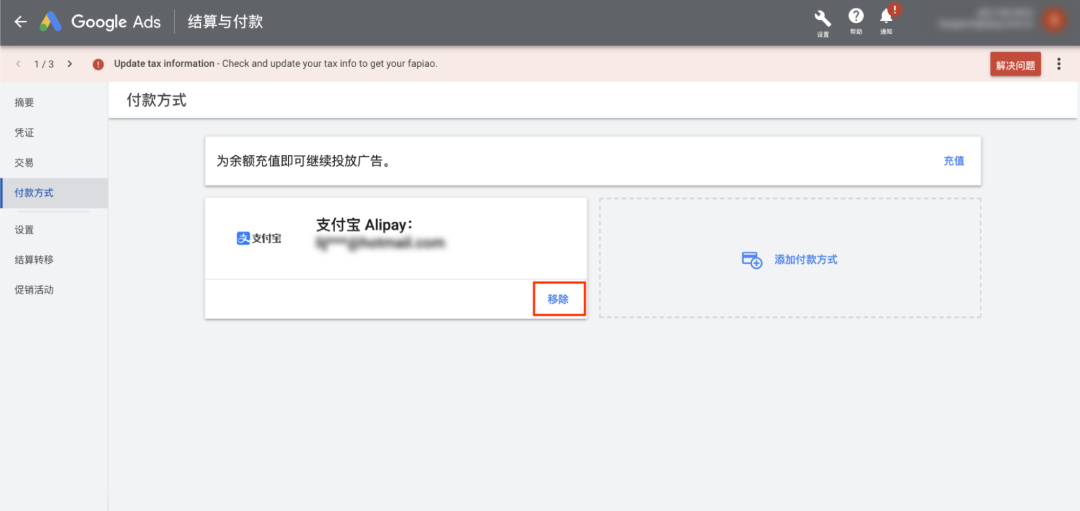 Google Ads 结算与付款
设置
帮助
通知
1 / 3 Update tax information - Check and update your tax info to get your fapiao. 解决问题
摘要
凭证
交易
付款方式
设置
结算转移
促销活动
付款方式
为余额充值即可继续投放广告。 充值
支付宝
支付宝 Alipay：
移除
添加付款方式